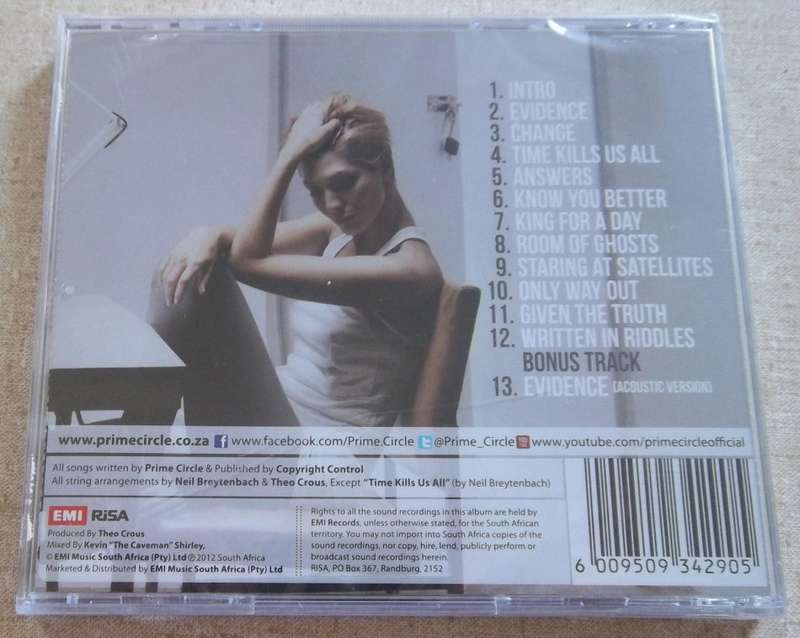 1. INTRO
2. EVIDENCE
3. CHANGE
4. TIME KILLS US ALL
5. ANSWERS
6. KNOW YOU BETTER
7. KING FOR A DAY
8. ROOM OF GHOSTS
9. STARING AT SATELLITES
10. ONLY WAY OUT
11. GIVEN THE TRUTH
12. WRITTEN IN RIDDLES
BONUS TRACK
13. EVIDENCE (ACOUSTIC VERSION)
www.primecircle.co.za f www.facebook.com/Prime.Circle t @Prime_Circle www.youtube.com/primecircleofficial
All songs written by Prime Circle & Published by Copyright Control
All string arrangements by Neil Breytenbach & Theo Crous, Except "Time Kills Us All" (by Neil Breytenbach)
EMI RiSA
Produced By Theo Crous
Mixed By Kevin "The Caveman" Shirley,
© EMI Music South Africa (Pty) Ltd ℗ 2012 South Africa
Marketed & Distributed by EMI Music South Africa (Pty) Ltd
Rights to all the sound recordings in this album are held by
EMI Records, unless otherwise stated, for the South African
territory. You may not import into South Africa copies of the
sound recordings, nor copy, hire, lend, publicly perform or
broadcast sound recordings herein.
RISA, PO Box 367, Randburg, 2152
6 009509 342905